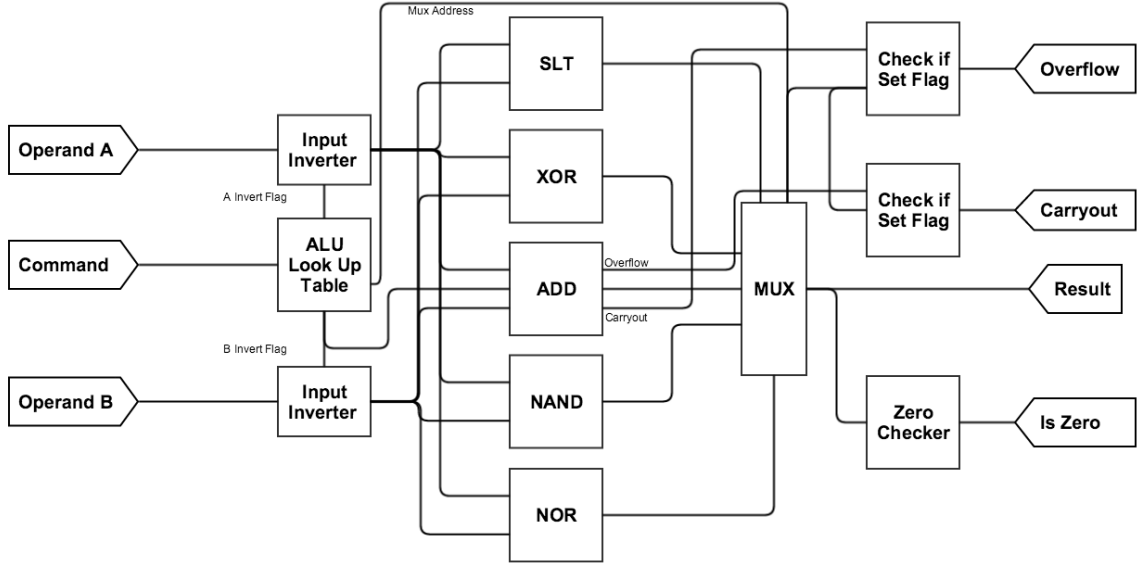 Mux Address
SLT
Check if
Set Flag
Overflow
Operand A
Input
Inverter
XOR
A Invert Flag
Check if
Set Flag
Carryout
Command
ALU
Look Up
Table
Overflow
ADD
MUX
Result
Carryout
B Invert Flag
Operand B
Input
Inverter
NAND
Zero
Checker
Is Zero
NOR